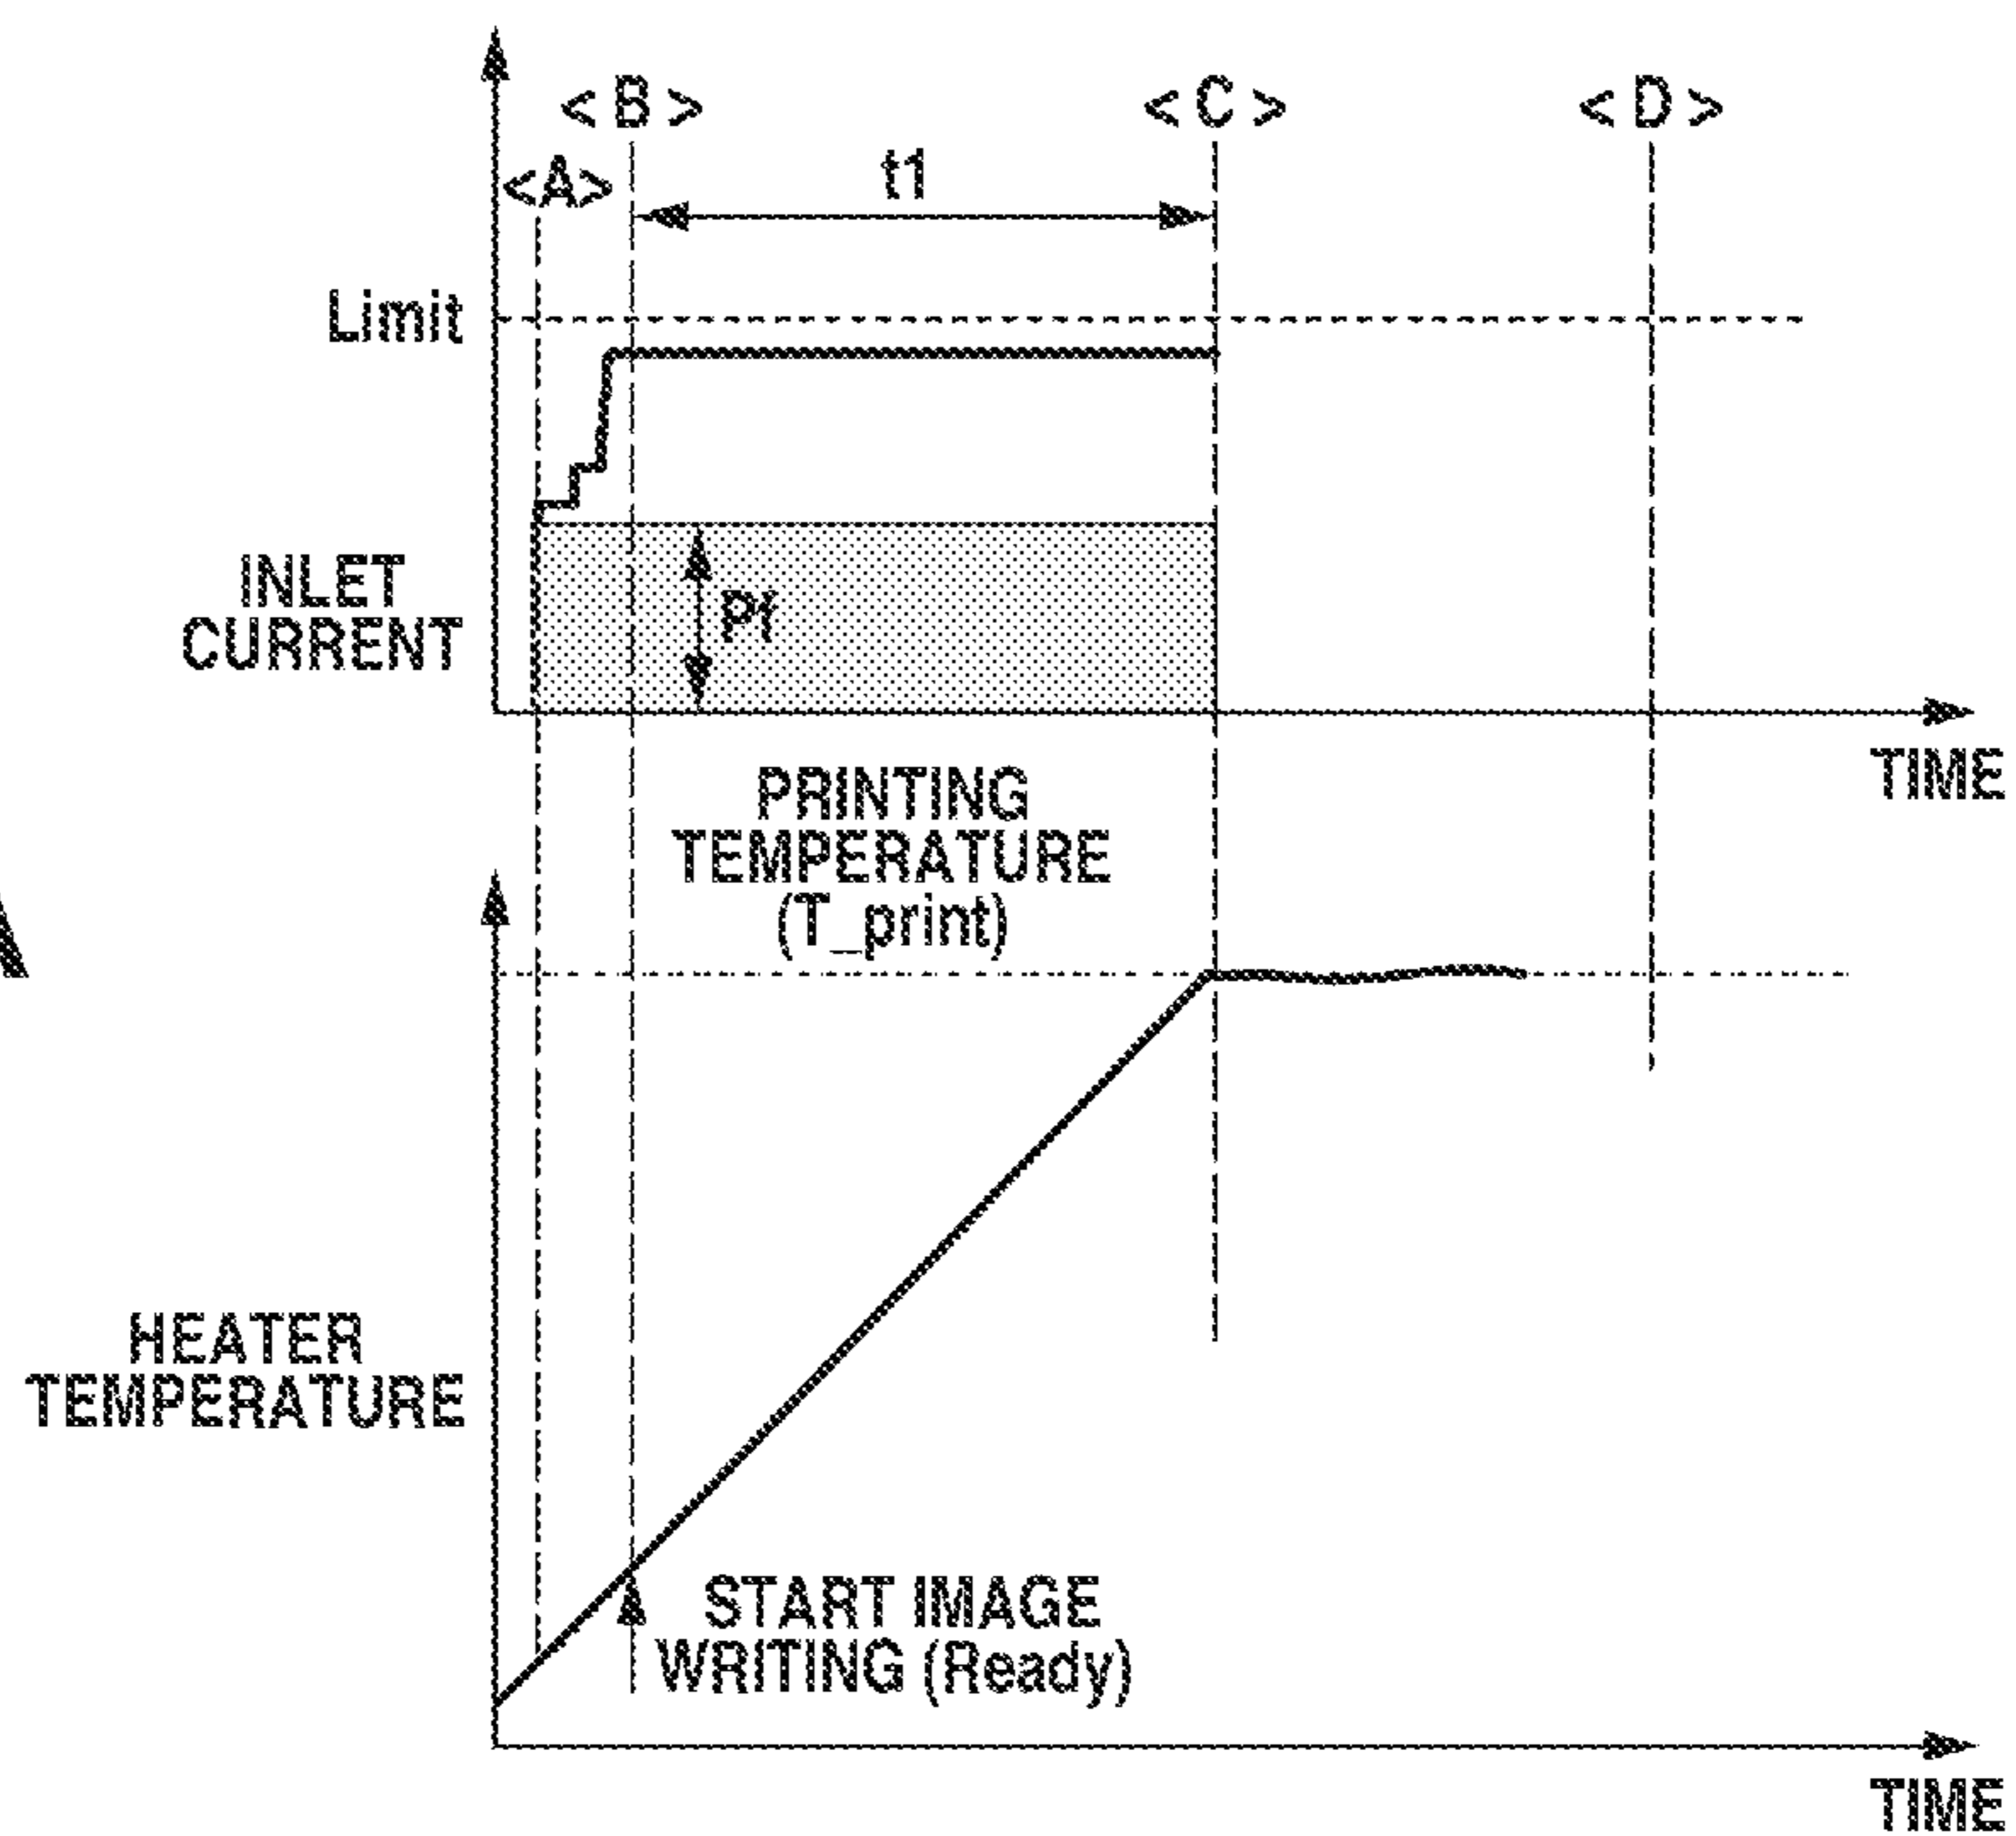 < B >
< C >
< D >
<A>
t1
Limit
INLET
CURRENT
Pf
TIME
PRINTING
TEMPERATURE
(T_print)
HEATER
TEMPERATURE
START IMAGE
WRITING (Ready)
TIME